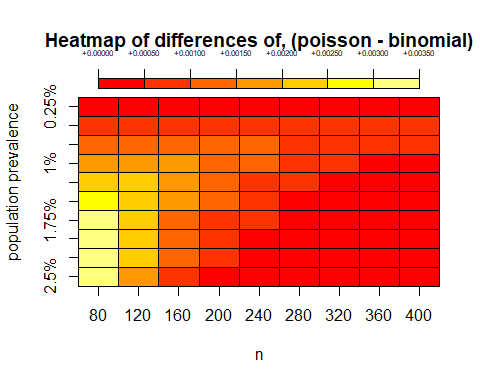 Heatmap of differences of, (poisson - binomial)
+0.00000 +0.00050 +0.00100 +0.00150 +0.00200 +0.00250 +0.00300 +0.00350
population prevalence
0.25%
1%
1.75%
2.5%
80 120 160 200 240 280 320 360 400
n